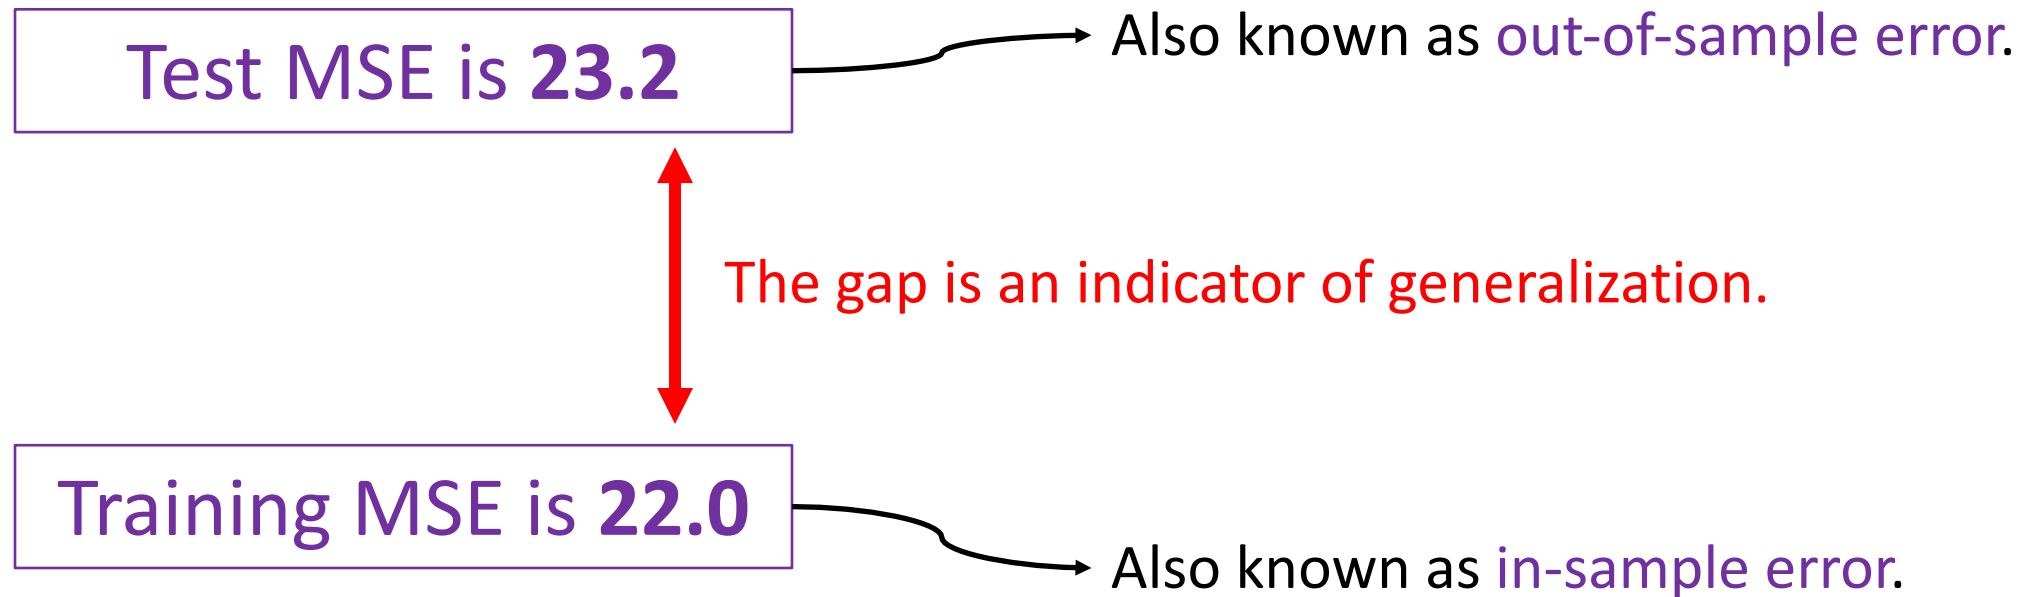 Test MSE is 23.2
Also known as out-of-sample error.
The gap is an indicator of generalization.
Training MSE is 22.0
Also known as in-sample error.